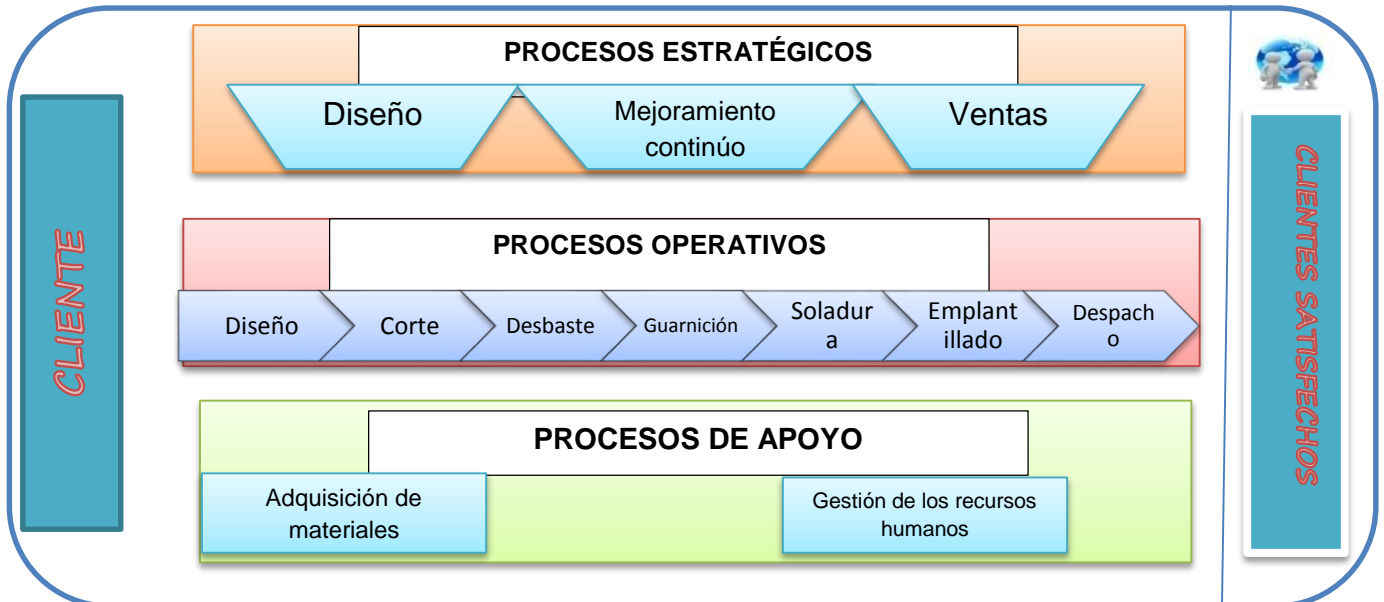 CLIENTE
PROCESOS ESTRATÉGICOS
Diseño
Mejoramiento
continúo
Ventas
PROCESOS OPERATIVOS
Diseño
Corte
Desbaste
Guarnición
Soladur
a
Emplant
illado
Despach
o
PROCESOS DE APOYO
Adquisición de
materiales
Gestión de los recursos
humanos
CLIENTES SATISFECHOS